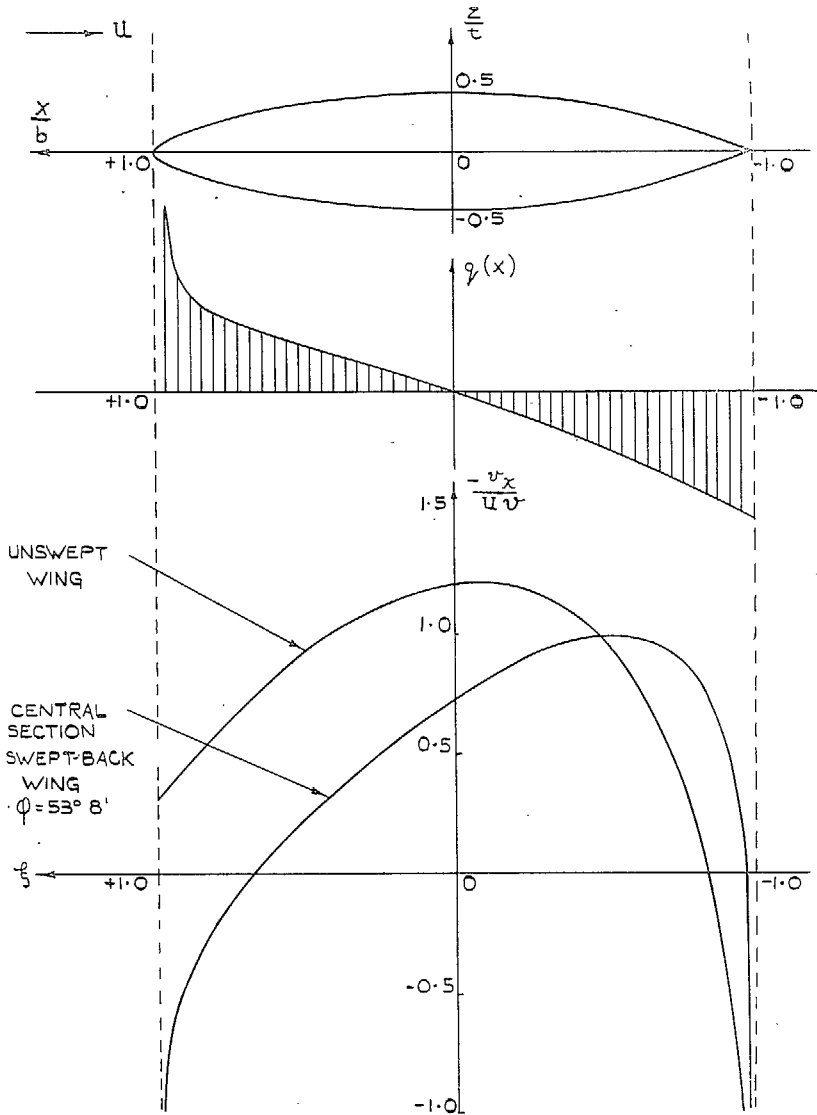 U
z/t
0.5
x/b
+1.0
0
-1.0
-0.5
q(x)
+1.0
-1.0
-vx/Uv
1.5
UNSWEPT
WING
1.0
CENTRAL
SECTION
SWEPT-BACK
WING
φ = 53° 8'
0.5
ξ
+1.0
0
-1.0
-0.5
-1.0